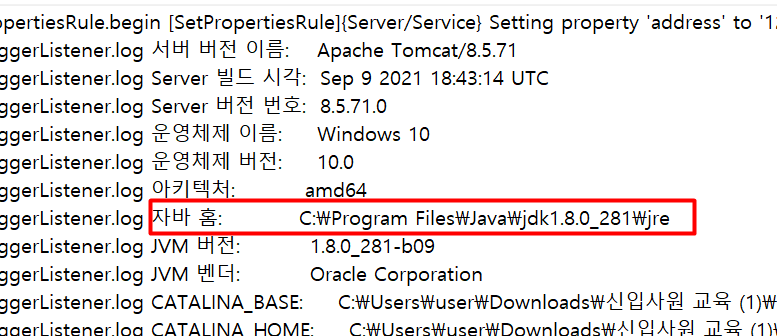 pertiesRule.begin [SetPropertiesRule]{Server/Service} Setting property 'address' to '12
ggerListener.log 서버 버전 이름: Apache Tomcat/8.5.71
ggerListener.log Server 빌드 시각: Sep 9 2021 18:43:14 UTC
ggerListener.log Server 버전 번호: 8.5.71.0
ggerListener.log 운영체제 이름: Windows 10
ggerListener.log 운영체제 버전: 10.0
ggerListener.log 아키텍처: amd64
ggerListener.log 자바 홈: C:₩Program Files₩Java₩jdk1.8.0_281₩jre
ggerListener.log JVM 버전: 1.8.0_281-b09
ggerListener.log JVM 벤더: Oracle Corporation
ggerListener.log CATALINA_BASE: C:₩Users₩user₩Downloads₩신입사원 교육 (1)₩
ggerListener.log CATALINA_HOME: C:₩Users₩user₩Downloads₩신입사원 교육 (1)₩